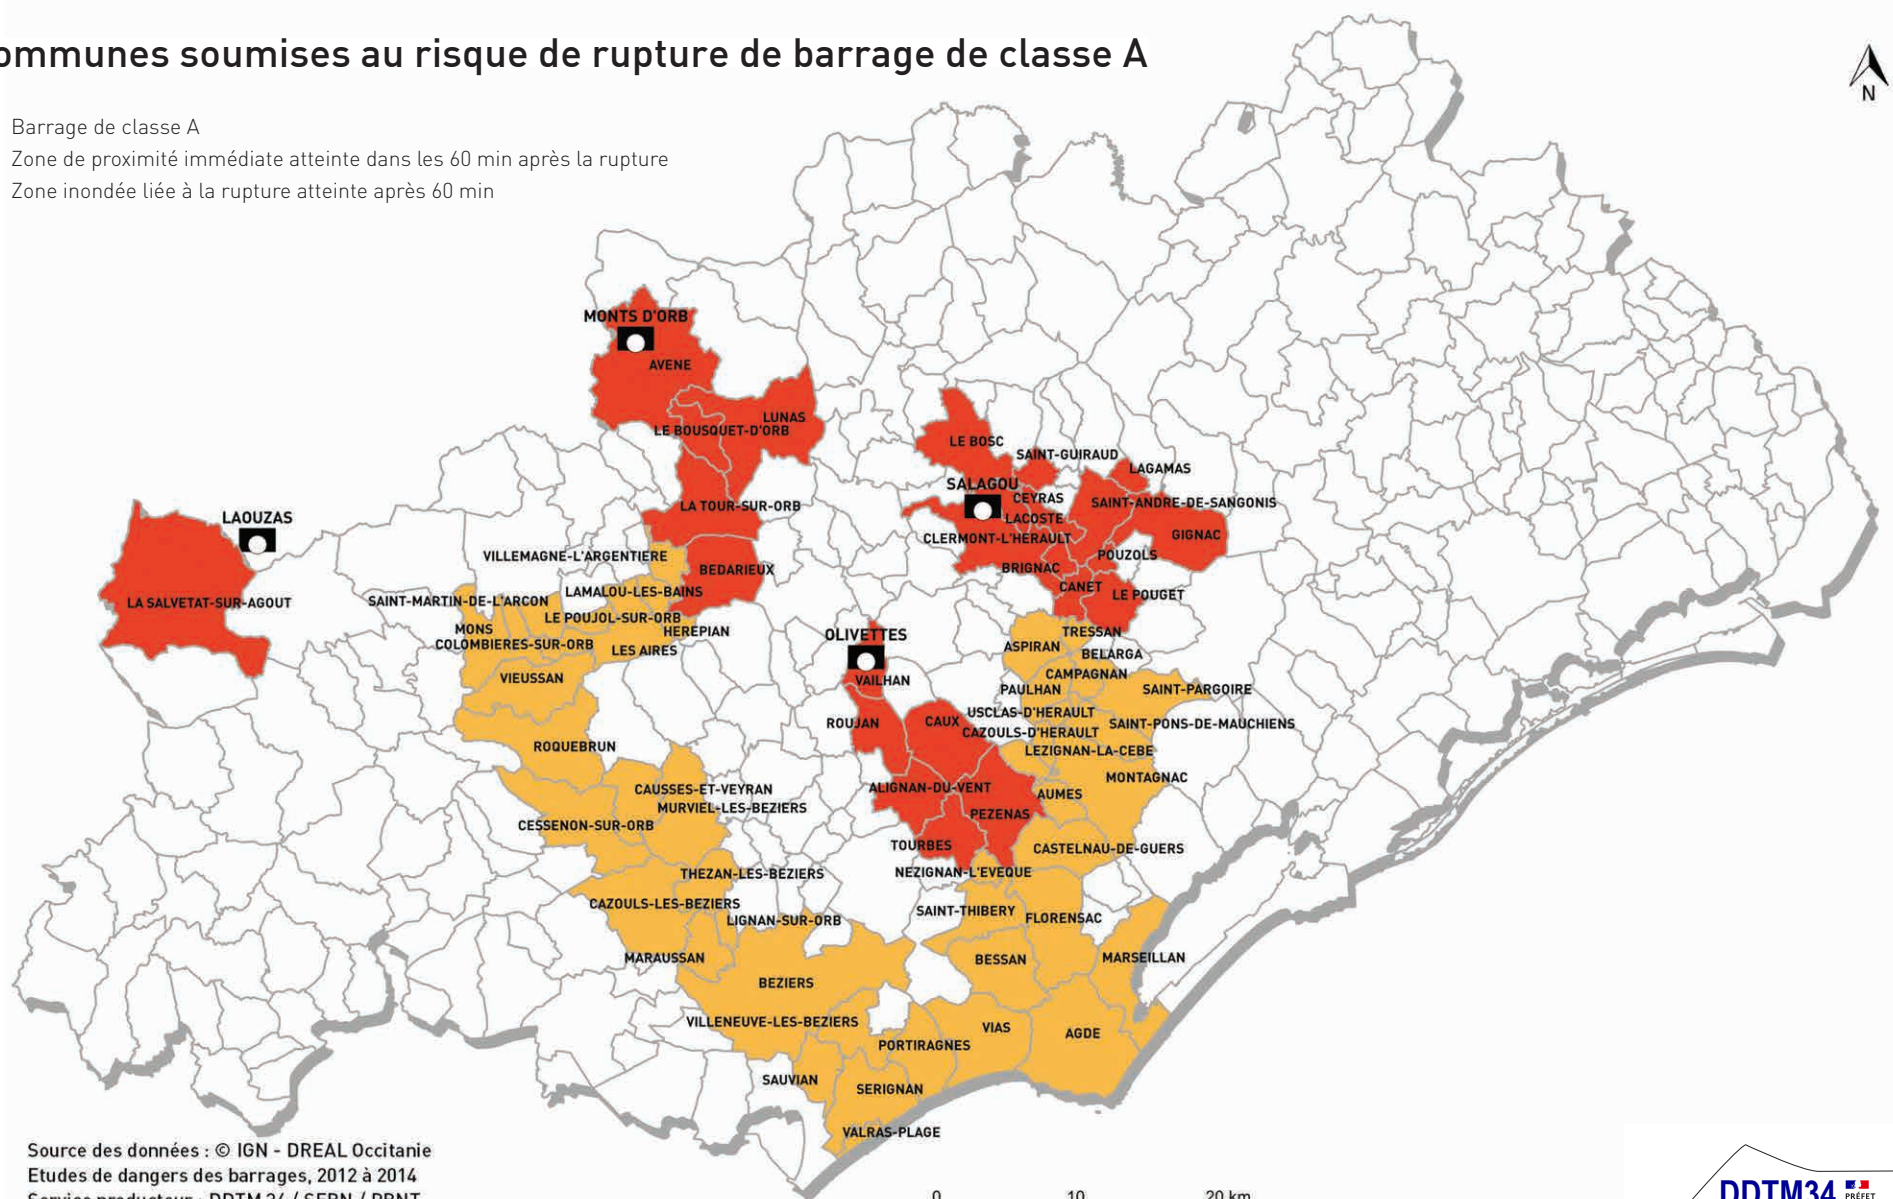 ommunes soumises au risque de rupture de barrage de classe A
N
Barrage de classe A
Zone de proximité immédiate atteinte dans les 60 min après la rupture
Zone inondée liée à la rupture atteinte après 60 min
MONTS D'ORB
AVENE
LUNAS
LE BOUSQUET-D'ORB
LE BOSC
SAINT-GUIRAUD
LAGAMAS
SALAGOU
CEYRAS
SAINT-ANDRE-DE-SANGONIS
LA TOUR-SUR-ORB
LAOUZAS
LACOSTE
CLERMONT-L'HERAULT
GIGNAC
VILLEMAGNE-L'ARGENTIERE
POUZOLS
BEDARIEUX
BRIGNAC
CANET
LAMALOU-LES-BAINS
LE POUGET
LA SALVETAT-SUR-AGOUT
SAINT-MARTIN-DE-L'ARCON
LE POUJOL-SUR-ORB
MONS
HEREPIAN
OLIVETTES
TRESSAN
COLOMBIERES-SUR-ORB
LES AIRES
ASPIRAN
BELARGA
VIEUSSAN
VAILHAN
CAMPAGNAN
PAULHAN
SAINT-PARGOIRE
ROUJAN
CAUX
USCLAS-D'HERAULT
SAINT-PONS-DE-MAUCHIENS
CAZOULS-D'HERAULT
ROQUEBRUN
LEZIGNAN-LA-CEBE
MONTAGNAC
CAUSSES-ET-VEYRAN
ALIGNAN-DU-VENT
AUMES
MURVIEL-LES-BEZIERS
PEZENAS
CESSENON-SUR-ORB
TOURBES
CASTELNAU-DE-GUERS
THEZAN-LES-BEZIERS
NEZIGNAN-L'EVEQUE
CAZOULS-LES-BEZIERS
SAINT-THIBERY
LIGNAN-SUR-ORB
FLORENSAC
MARAUSSAN
BESSAN
MARSEILLAN
BEZIERS
VILLENEUVE-LES-BEZIERS
VIAS
AGDE
PORTIRAGNES
SAUVIAN
SERIGNAN
VALRAS-PLAGE
Source des données : © IGN - DREAL Occitanie
Etudes de dangers des barrages, 2012 à 2014
Service producteur : DDTM 34 / SERN / PRNT
0 10 20 km
DDTM34
PRÉFET